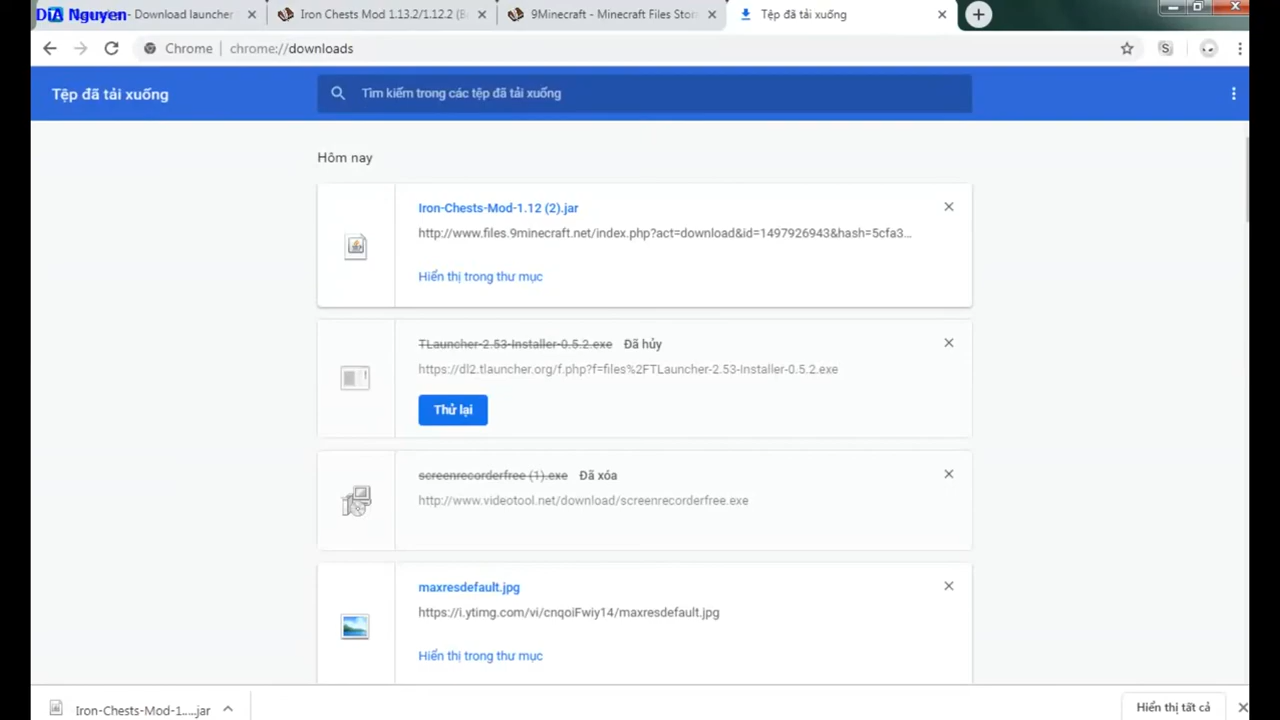 DiA Nguyen - Download launcher
Iron Chests Mod 1.13.2/1.12.2
9Minecraft - Minecraft Files Stor
Tệp đã tải xuống
Chrome | chrome://downloads
Tệp đã tải xuống
Tìm kiếm trong các tệp đã tải xuống
Hôm nay
Iron-Chests-Mod-1.12 (2).jar
http://www.files.9minecraft.net/index.php?act=download&id=1497926943&hash=5cfa3...
Hiển thị trong thư mục
TLauncher-2.53-Installer-0.5.2.exe Đã hủy
https://dl2.tlauncher.org/f.php?f=files%2FTLauncher-2.53-Installer-0.5.2.exe
Thử lại
screenrecorderfree (1).exe Đã xóa
http://www.videotool.net/download/screenrecorderfree.exe
maxresdefault.jpg
https://i.ytimg.com/vi/cnqoiFwiy14/maxresdefault.jpg
Hiển thị trong thư mục
Iron-Chests-Mod-1.....jar
Hiển thị tất cả